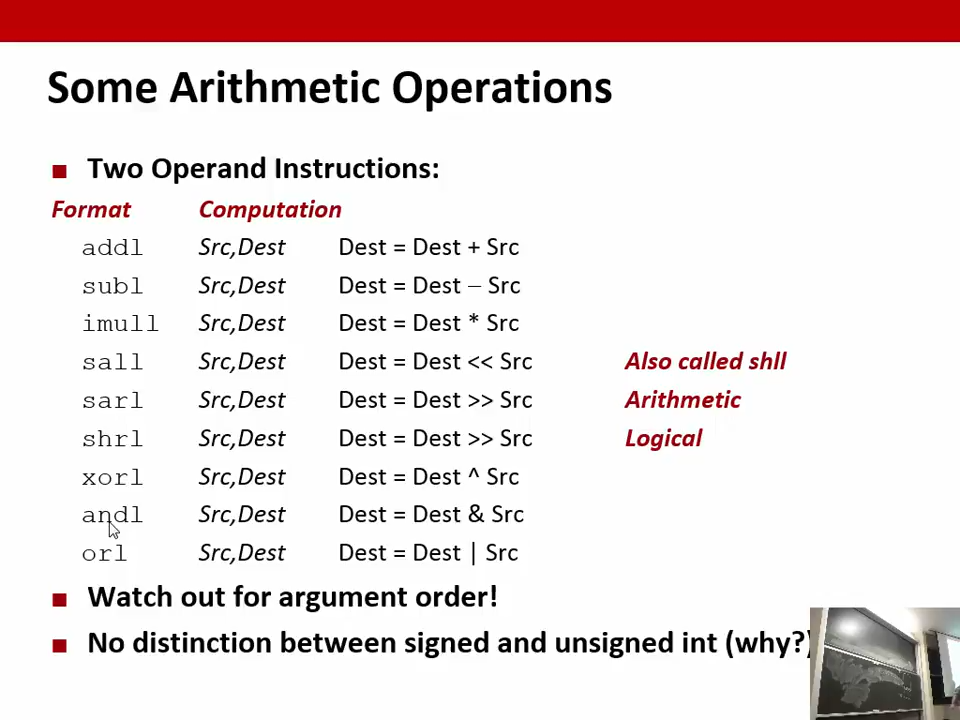 Some Arithmetic Operations
■ Two Operand Instructions:
Format Computation
addl Src,Dest Dest = Dest + Src
subl Src,Dest Dest = Dest − Src
imull Src,Dest Dest = Dest * Src
sall Src,Dest Dest = Dest << Src Also called shll
sarl Src,Dest Dest = Dest >> Src Arithmetic
shrl Src,Dest Dest = Dest >> Src Logical
xorl Src,Dest Dest = Dest ^ Src
andl Src,Dest Dest = Dest & Src
orl Src,Dest Dest = Dest | Src
■ Watch out for argument order!
■ No distinction between signed and unsigned int (why?)